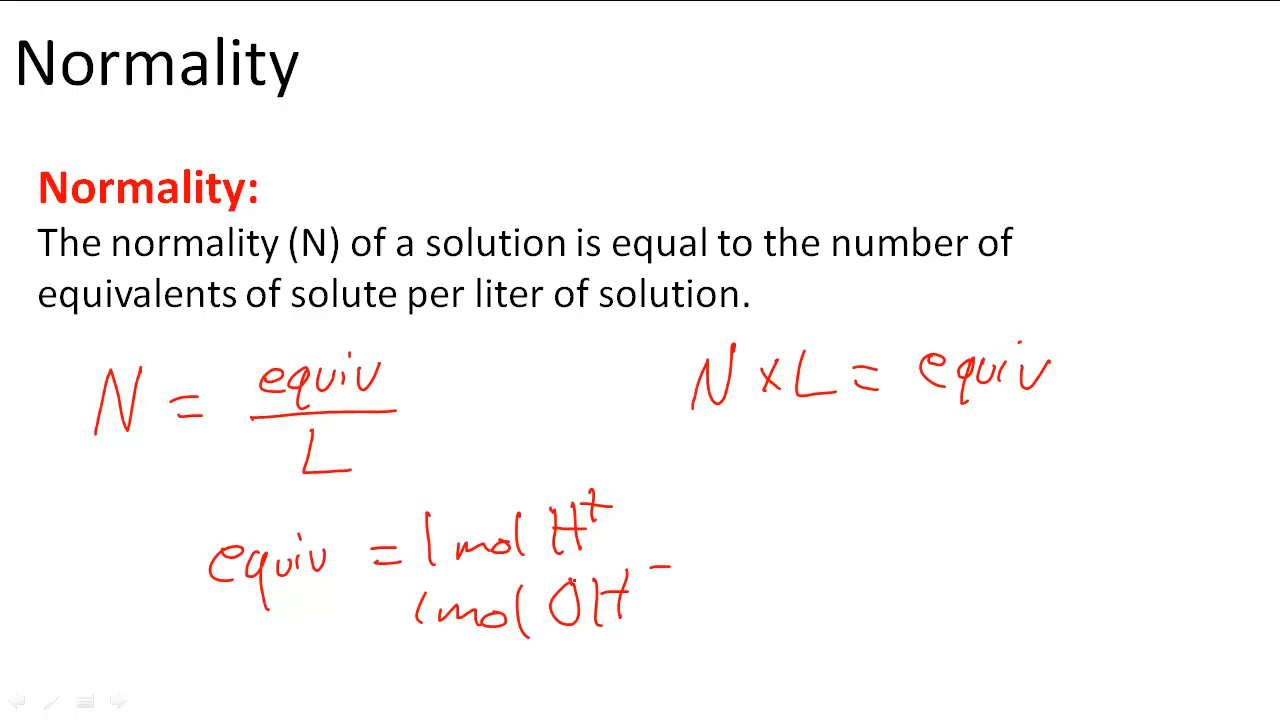 Normality
Normality:
The normality (N) of a solution is equal to the number of
equivalents of solute per liter of solution.
N = equiv / L
N x L = equiv
equiv = 1 mol H⁺
1 mol OH⁻